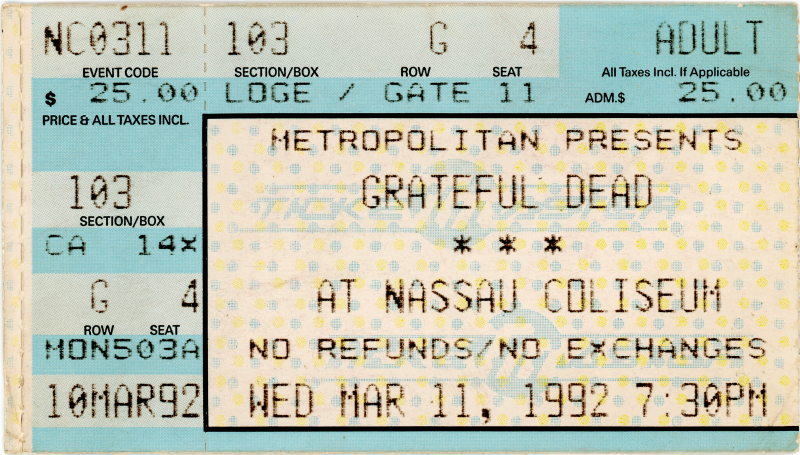 NC0311 103 G 4 ADULT
EVENT CODE SECTION/BOX ROW SEAT All Taxes Incl. If Applicable
$ 25.00 LOGE / GATE 11 ADM.$ 25.00
PRICE & ALL TAXES INCL.
METROPOLITAN PRESENTS
103 GRATEFUL DEAD
SECTION/BOX
CA 14* * * *
G 4 AT NASSAU COLISEUM
ROW SEAT
MON503A NO REFUNDS/NO EXCHANGES
10MAR92 WED MAR 11, 1992 7:30PM
TICKETMASTER